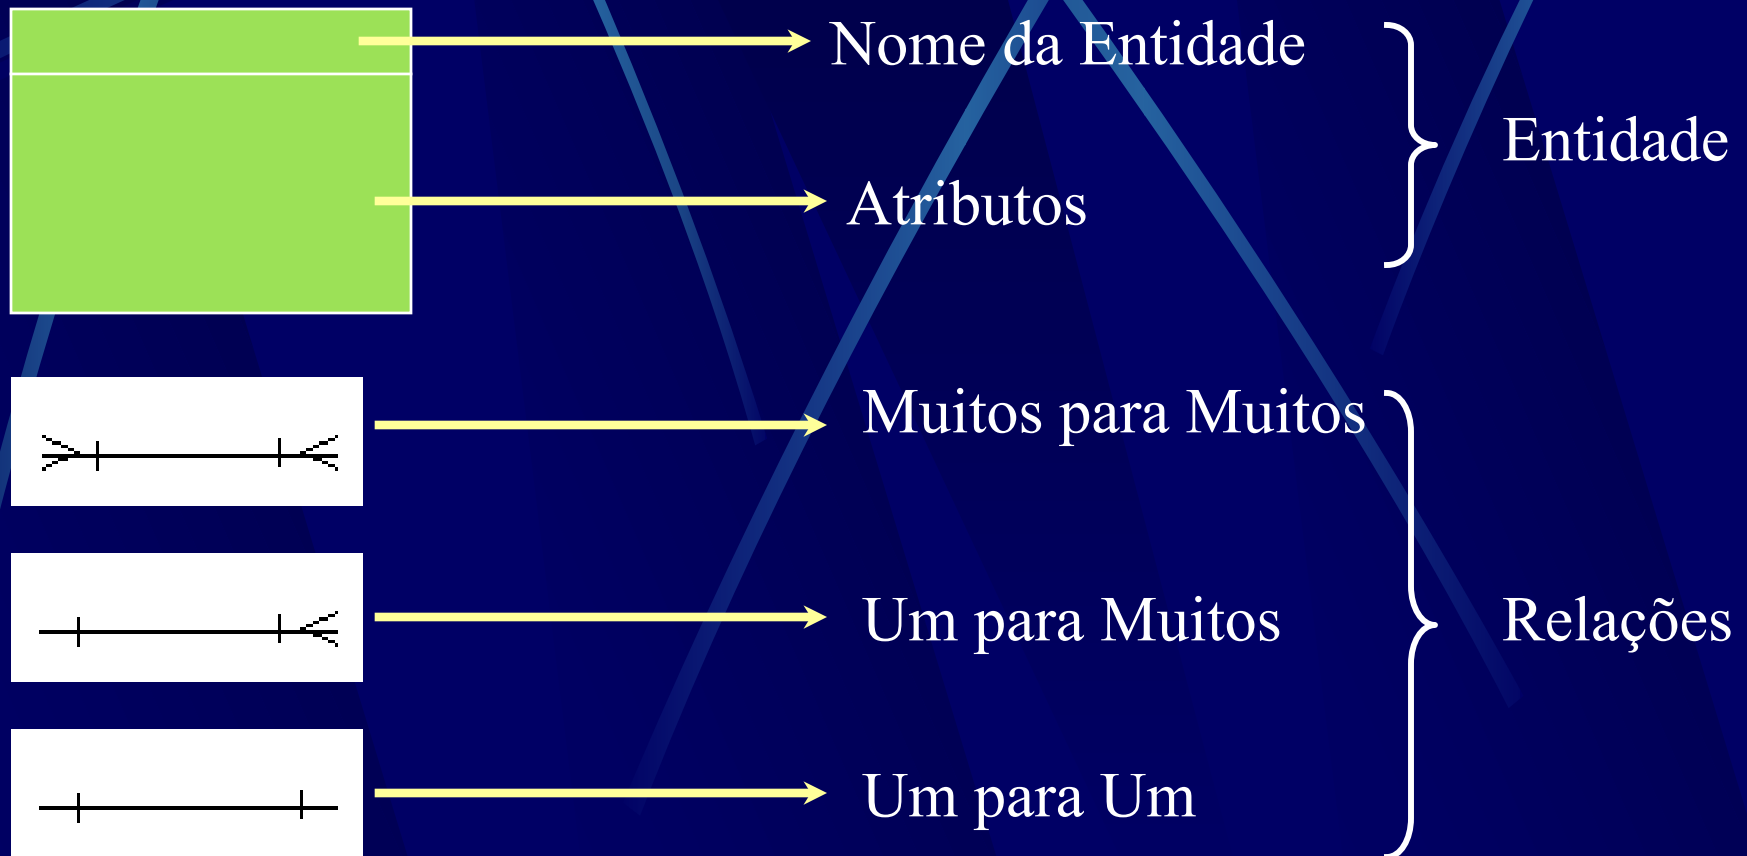 Nome da Entidade
Atributos
Entidade
Muitos para Muitos
Um para Muitos
Um para Um
Relações